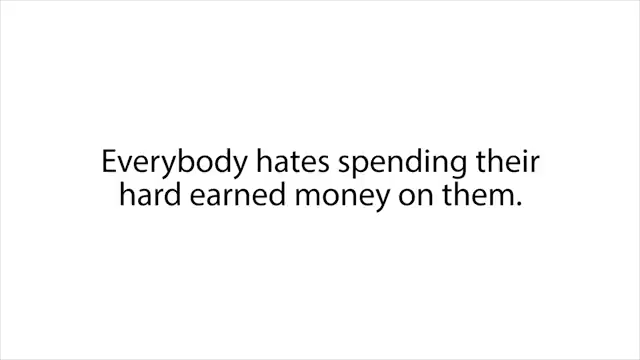 Everybody hates spending their
hard earned money on them.